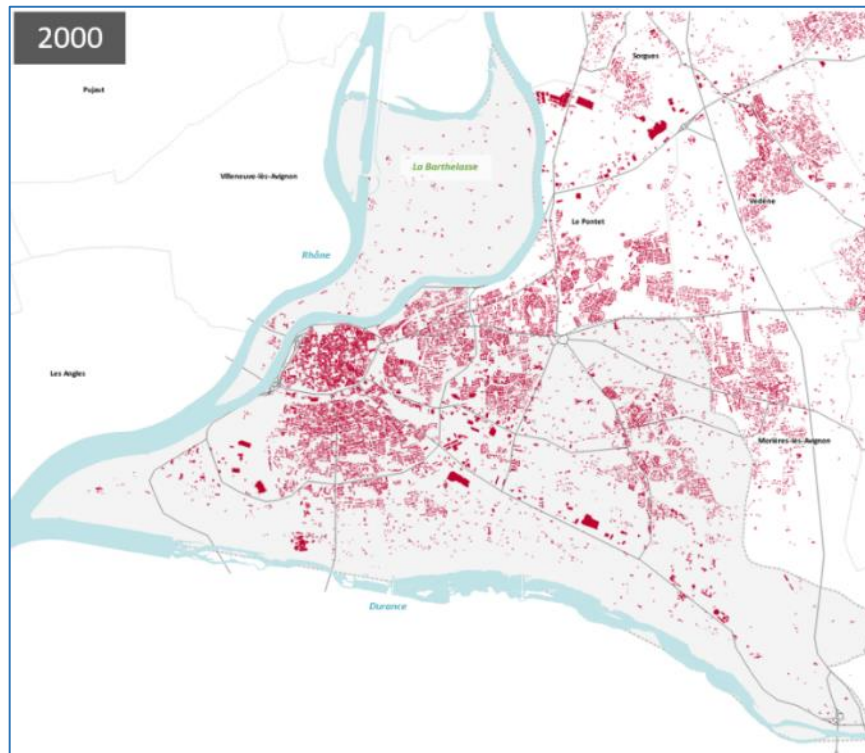 2000
Sorgues
Pujaut
La Barthelasse
Villeneuve-lès-Avignon
Vedène
Le Pontet
Rhône
Les Angles
Morières-lès-Avignon
Durance